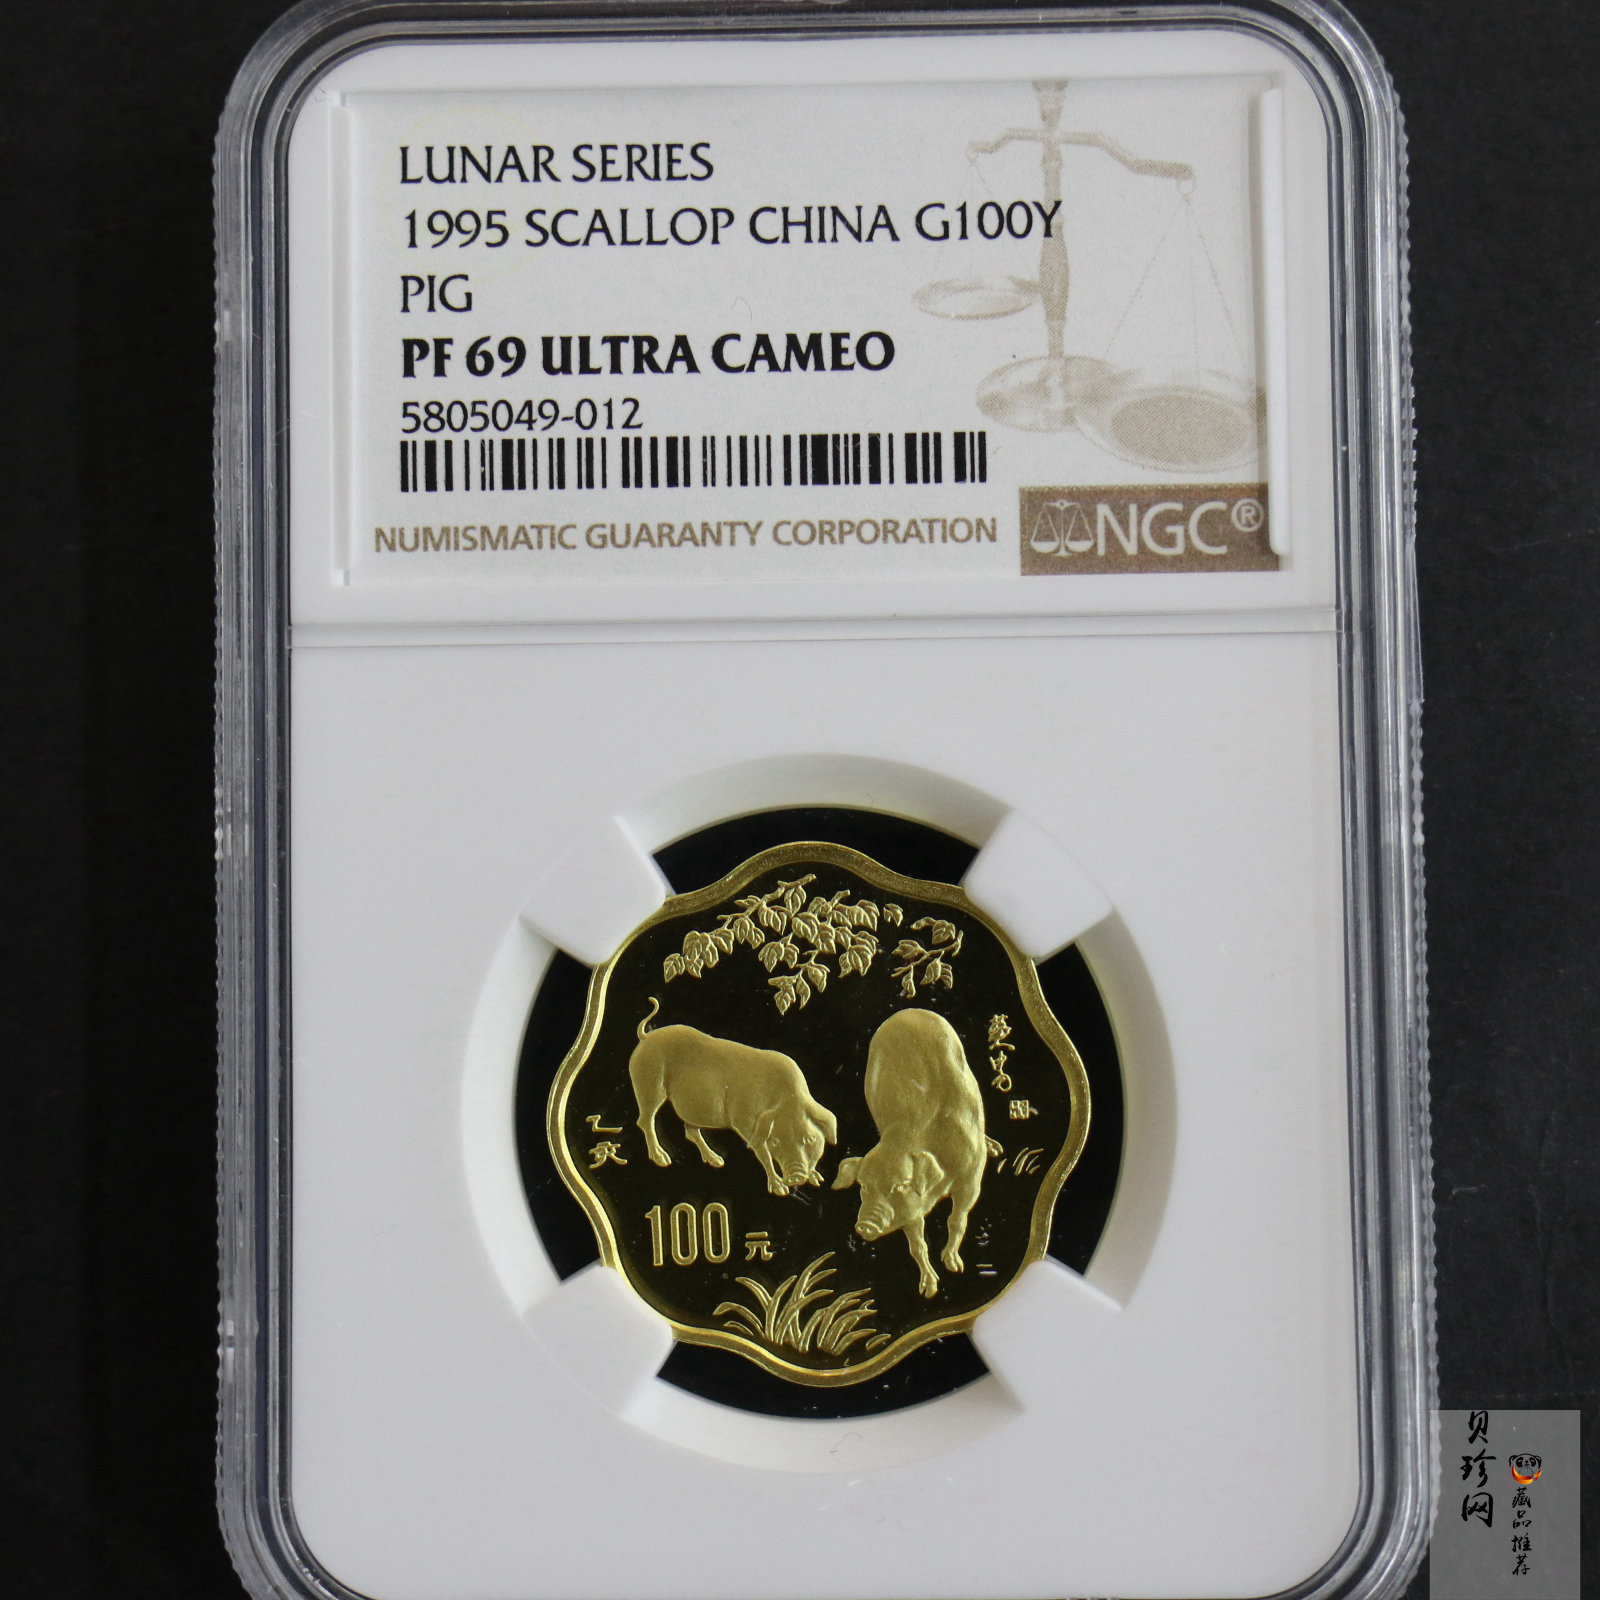 LUNAR SERIES
1995 SCALLOP CHINA G100Y
PIG
PF 69 ULTRA CAMEO
5805049-012
NUMISMATIC GUARANTY CORPORATION
NGC®
乙亥
100元
贝珍网
藏品推荐